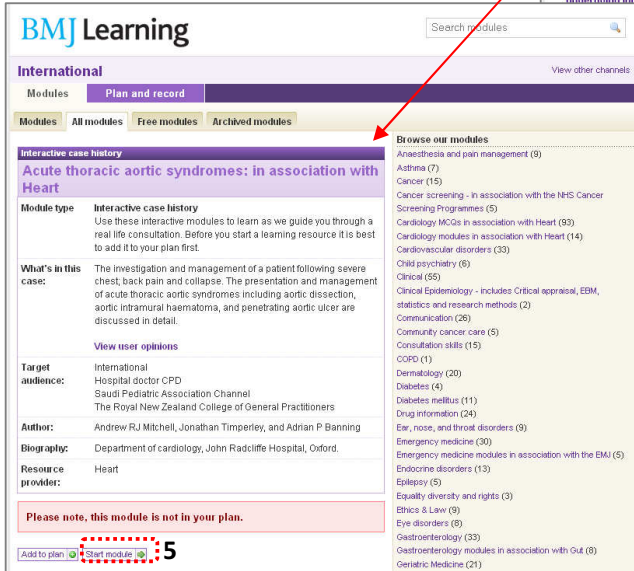 BMJ Learning
Search modules
International
View other channels
Modules
Plan and record
Modules
All modules
Free modules
Archived modules
Interactive case history
Acute thoracic aortic syndromes: in association with
Heart
Module type
Interactive case history
Use these interactive modules to learn as we guide you through a
real life consultation. Before you start a learning resource it is best
to add it to your plan first.
What's in this
case:
The investigation and management of a patient following severe
chest; back pain and collapse. The presentation and management
of acute thoracic aortic syndromes including aortic dissection,
aortic intramural haematoma, and penetrating aortic ulcer are
discussed in detail.
View user opinions
Target
audience:
International
Hospital doctor CPD
Saudi Pediatric Association Channel
The Royal New Zealand College of General Practitioners
Author:
Andrew RJ Mitchell, Jonathan Timperley, and Adrian P Banning
Biography:
Department of cardiology, John Radcliffe Hospital, Oxford.
Resource
provider:
Heart
Please note, this module is not in your plan.
Add to plan
Start module
5
Browse our modules
Anaesthesia and pain management (9)
Asthma (7)
Cancer (15)
Cancer screening - in association with the NHS Cancer
Screening Programmes (5)
Cardiology MCQs in association with Heart (93)
Cardiology modules in association with Heart (14)
Cardiovascular disorders (33)
Child psychiatry (6)
Clinical (55)
Clinical Epidemiology - includes Critical appraisal, EBM,
statistics and research methods (2)
Communication (26)
Community cancer care (5)
Consultation skills (15)
COPD (1)
Dermatology (20)
Diabetes (4)
Diabetes mellitus (11)
Drug information (24)
Ear, nose, and throat disorders (9)
Emergency medicine (30)
Emergency medicine modules in association with the EMJ (5)
Endocrine disorders (13)
Epilepsy (5)
Equality diversity and rights (3)
Ethics & Law (9)
Eye disorders (8)
Gastroenterology (33)
Gastroenterology modules in association with Gut (8)
Geriatric Medicine (21)